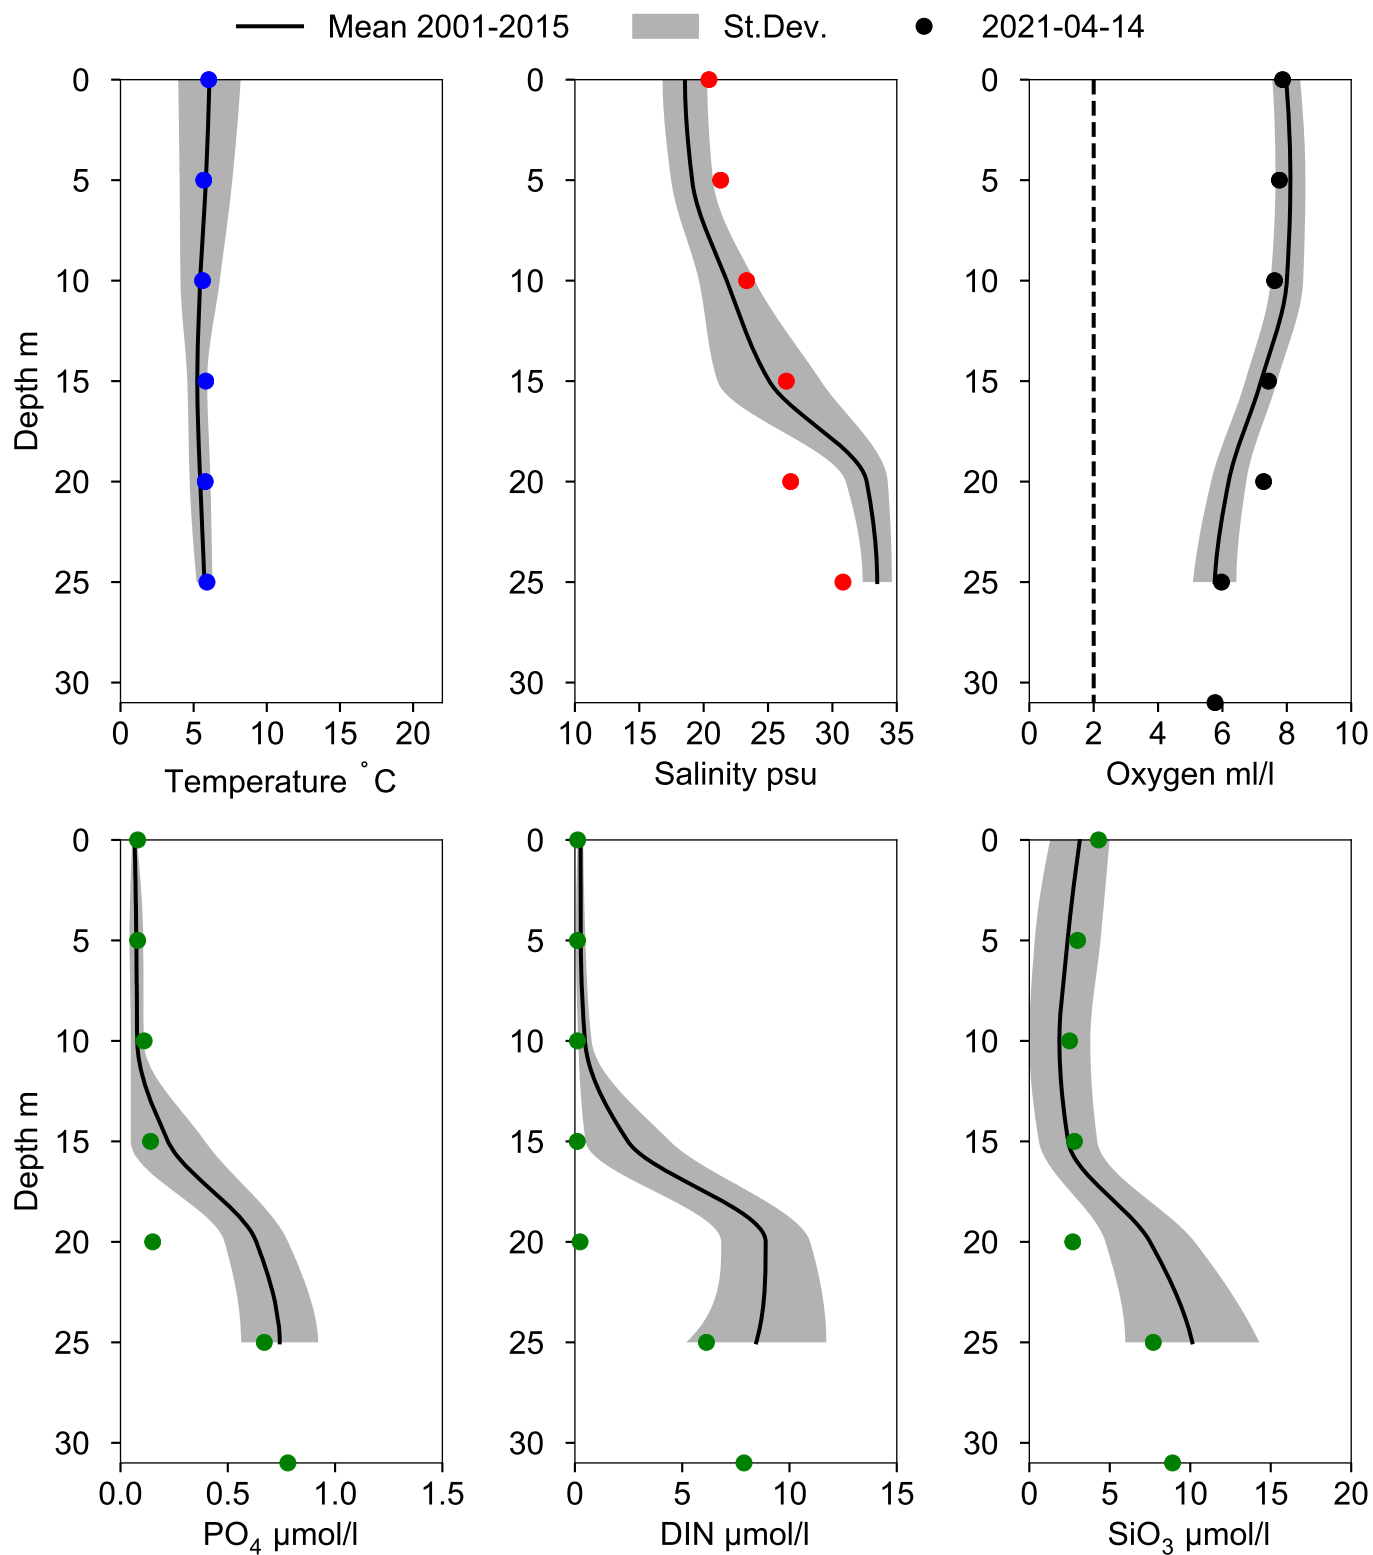 Mean 2001-2015 St.Dev. 2021-04-14
0 0 0
5 5 5
10 10 10
15 15 15
20 20 20
25 25 25
30 30 30
Depth m
0 5 10 15 20 10 15 20 25 30 35 0 2 4 6 8 10
Temperature °C Salinity psu Oxygen ml/l
0 0 0
5 5 5
10 10 10
15 15 15
20 20 20
25 25 25
30 30 30
Depth m
0.0 0.5 1.0 1.5 0 5 10 15 0 5 10 15 20
PO₄ µmol/l DIN µmol/l SiO₃ µmol/l